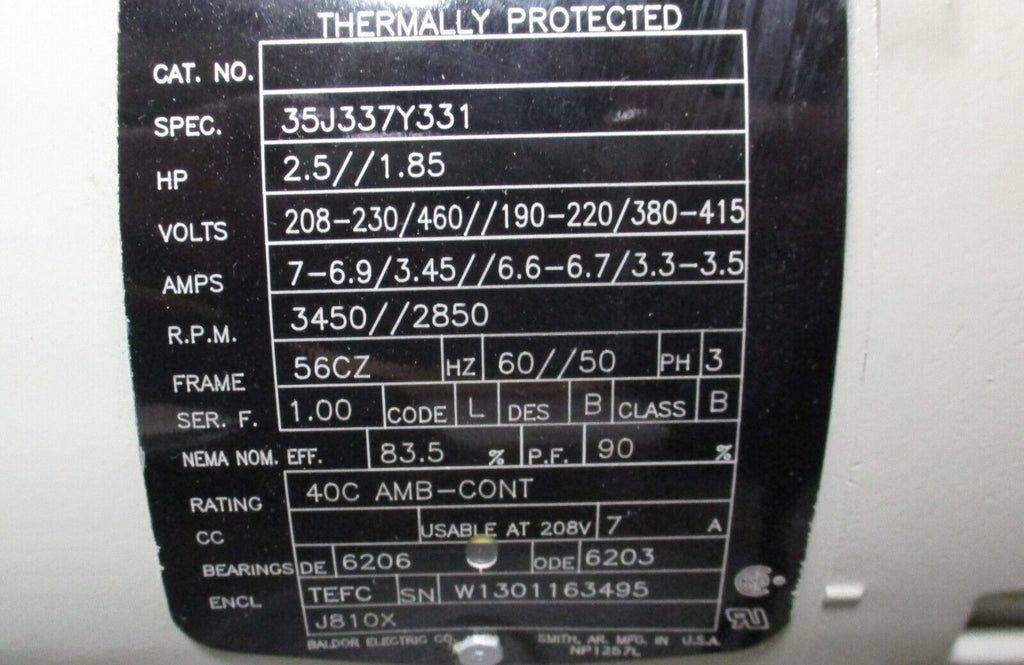 THERMALLY PROTECTED
CAT. NO.
SPEC. 35J337Y331
HP 2.5//1.85
VOLTS 208-230/460//190-220/380-415
AMPS 7-6.9/3.45//6.6-6.7/3.3-3.5
R.P.M. 3450//2850
FRAME 56CZ HZ 60//50 PH 3
SER. F. 1.00 CODE L DES B CLASS B
NEMA NOM. EFF. 83.5 % P.F. 90 %
RATING 40C AMB-CONT
CC USABLE AT 208V 7 A
BEARINGS DE 6206 ODE 6203
ENCL TEFC SN W1301163495
J810X
BALDOR ELECTRIC CO. SMITH, AR. MFG. IN U.S.A.
NP1257L